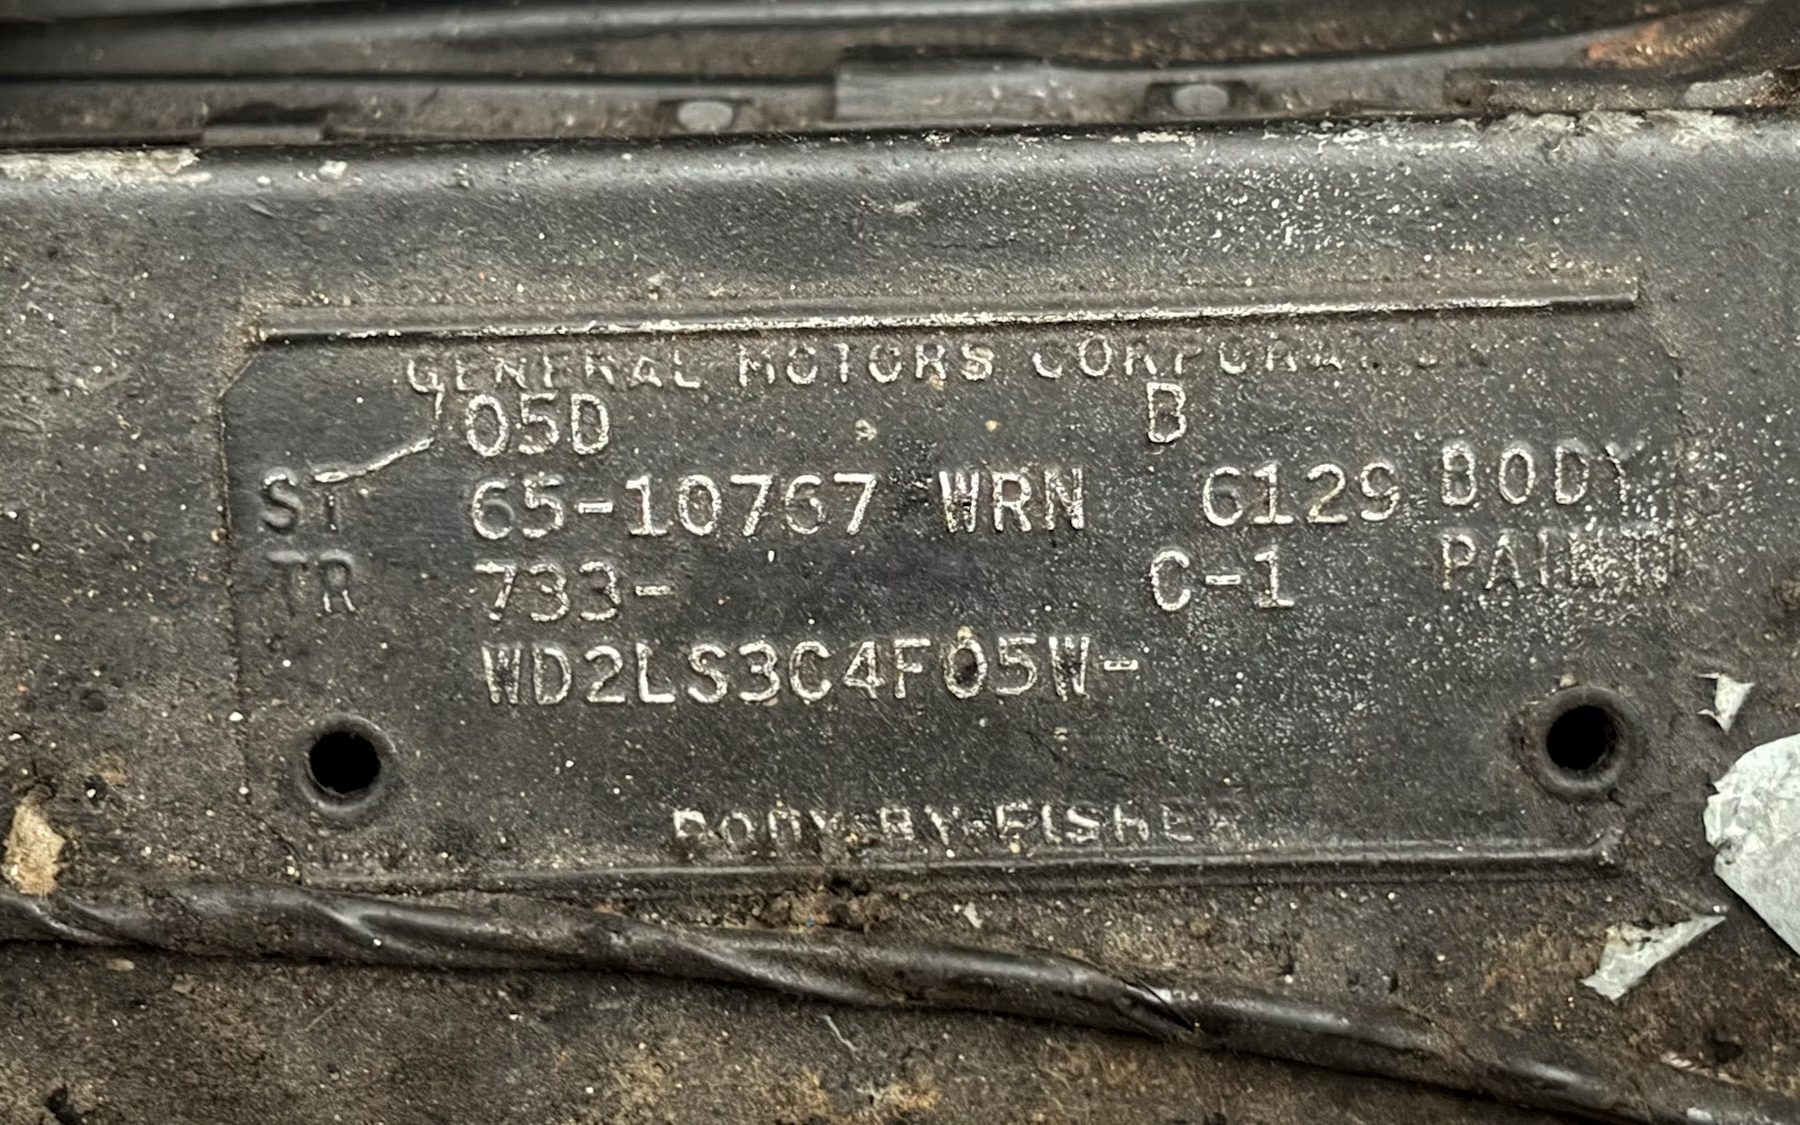 GENERAL MOTORS CORPORATION
05D B
ST 65-10767 WRN 6129 BODY
TR 733- C-1 PAINT
WD2LS3C4F05W-
BODY BY FISHER